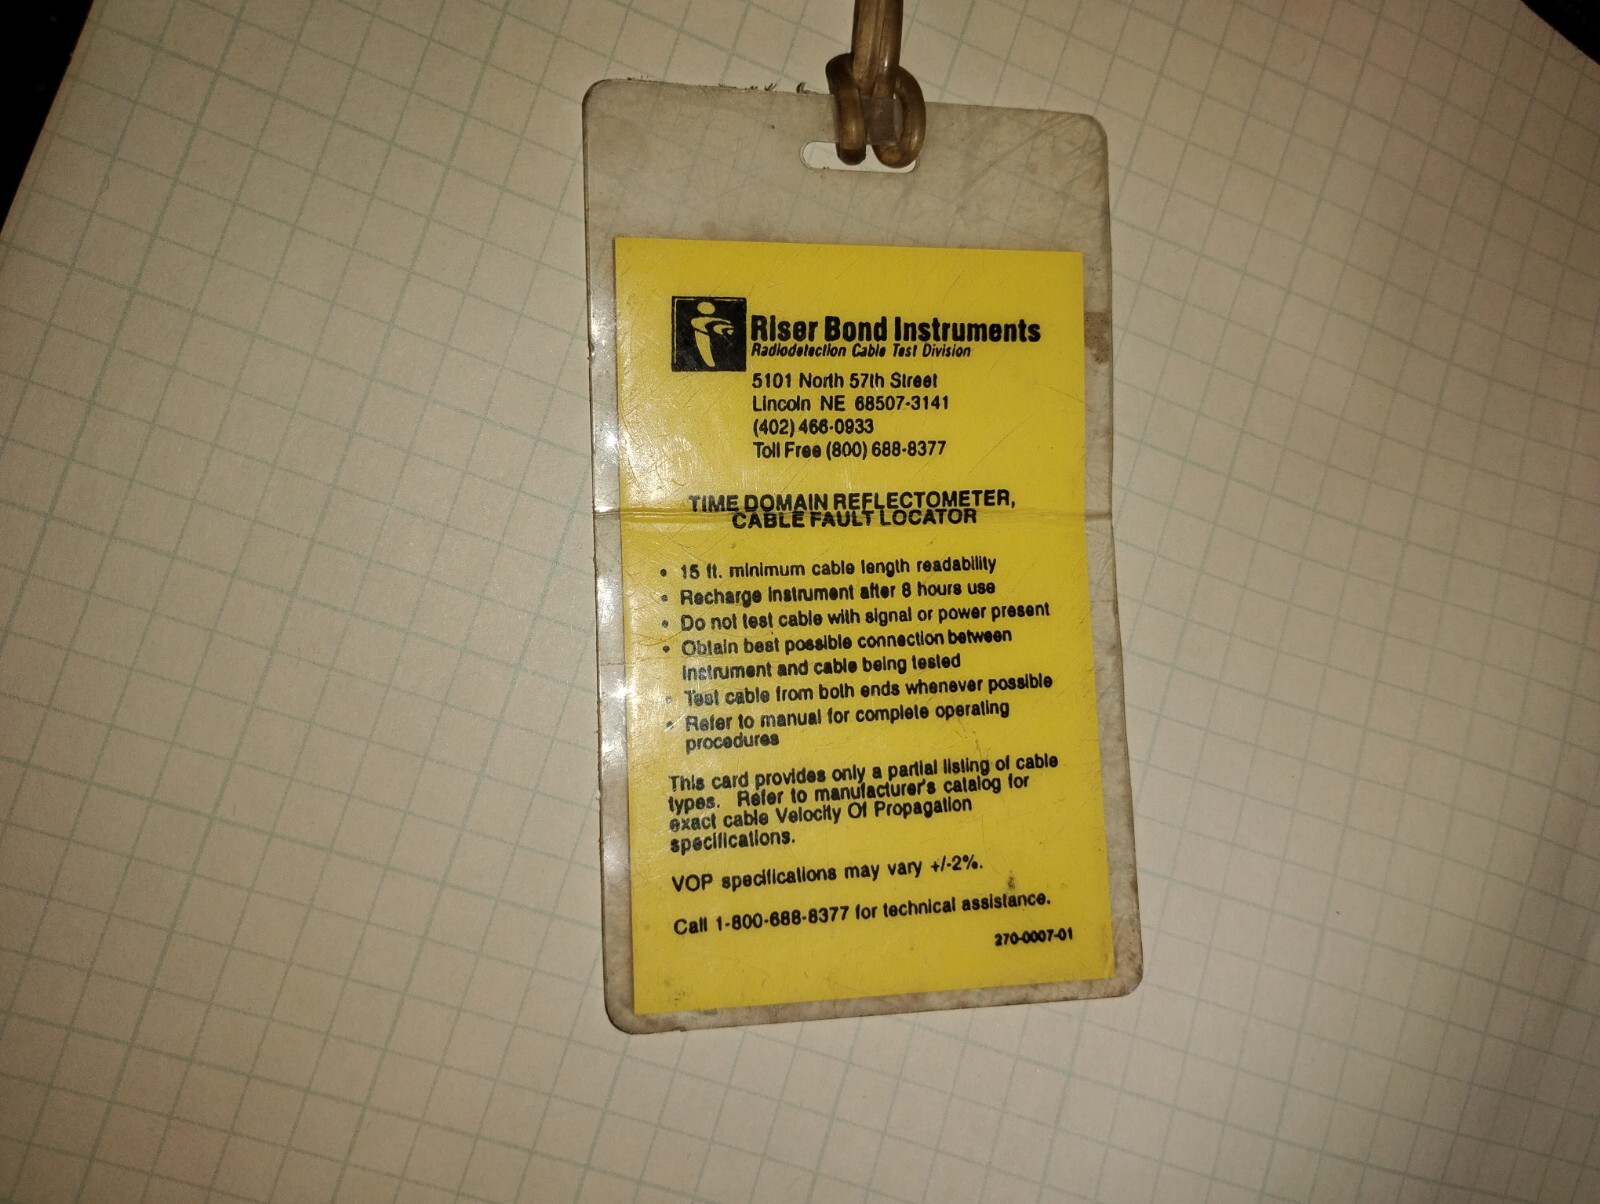 Riser Bond Instruments
Radiodetection Cable Test Division
5101 North 57th Street
Lincoln NE 68507-3141
(402) 466-0933
Toll Free (800) 688-8377
TIME DOMAIN REFLECTOMETER,
CABLE FAULT LOCATOR
• 15 ft. minimum cable length readability
• Recharge instrument after 8 hours use
• Do not test cable with signal or power present
• Obtain best possible connection between
instrument and cable being tested
• Test cable from both ends whenever possible
• Refer to manual for complete operating
procedures
This card provides only a partial listing of cable
types. Refer to manufacturer's catalog for
exact cable Velocity Of Propagation
specifications.
VOP specifications may vary +/-2%.
Call 1-800-688-8377 for technical assistance.
270-0007-01